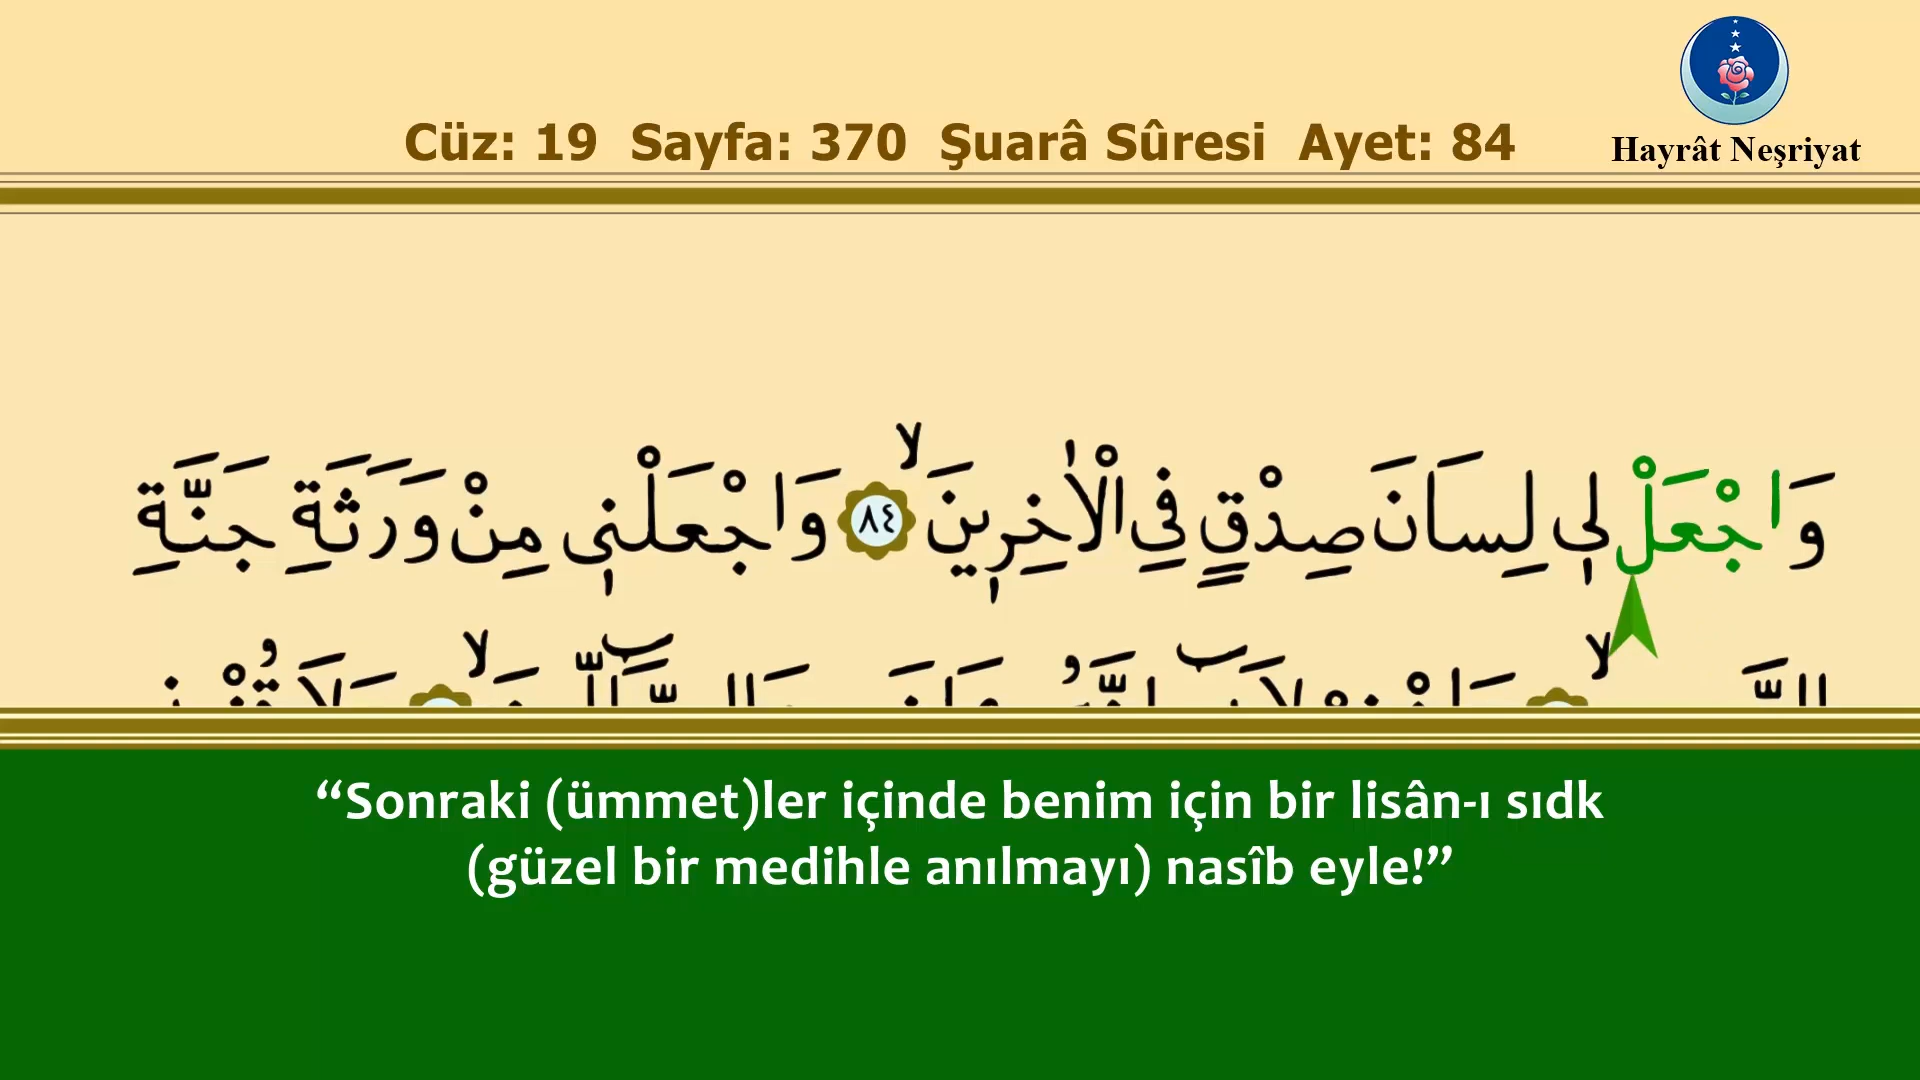 Cüz: 19 Sayfa: 370 Şuarâ Sûresi Ayet: 84
Hayrât Neşriyat
وَاجْعَلْ لٖي لِسَانَ صِدْقٍ فِي الْاٰخِرٖينَۙ ﴿٨٤﴾ وَاجْعَلْنٖي مِنْ وَرَثَةِ جَنَّةِ
“Sonraki (ümmet)ler içinde benim için bir lisân-ı sıdk
(güzel bir medihle anılmayı) nasîb eyle!”